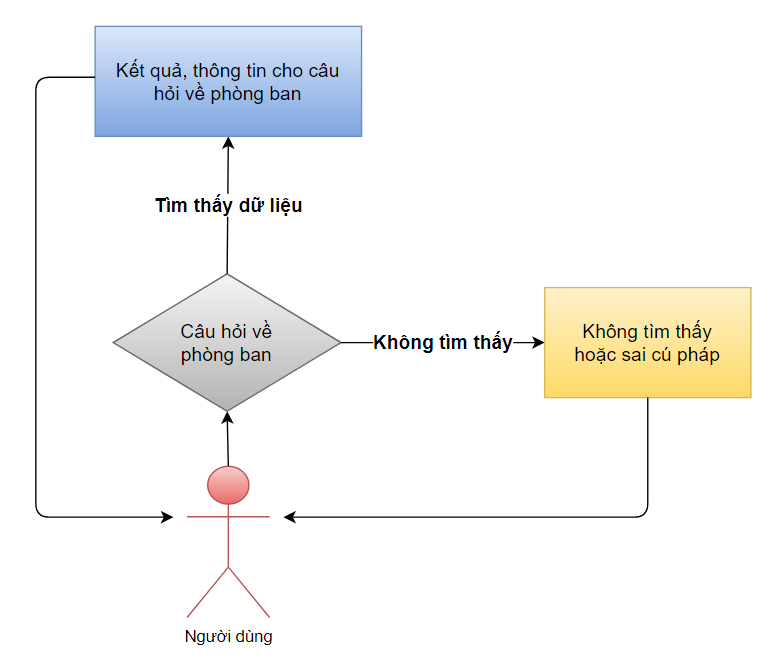 Kết quả, thông tin cho câu
hỏi về phòng ban
Tìm thấy dữ liệu
Câu hỏi về
phòng ban
Không tìm thấy
Không tìm thấy
hoặc sai cú pháp
Người dùng